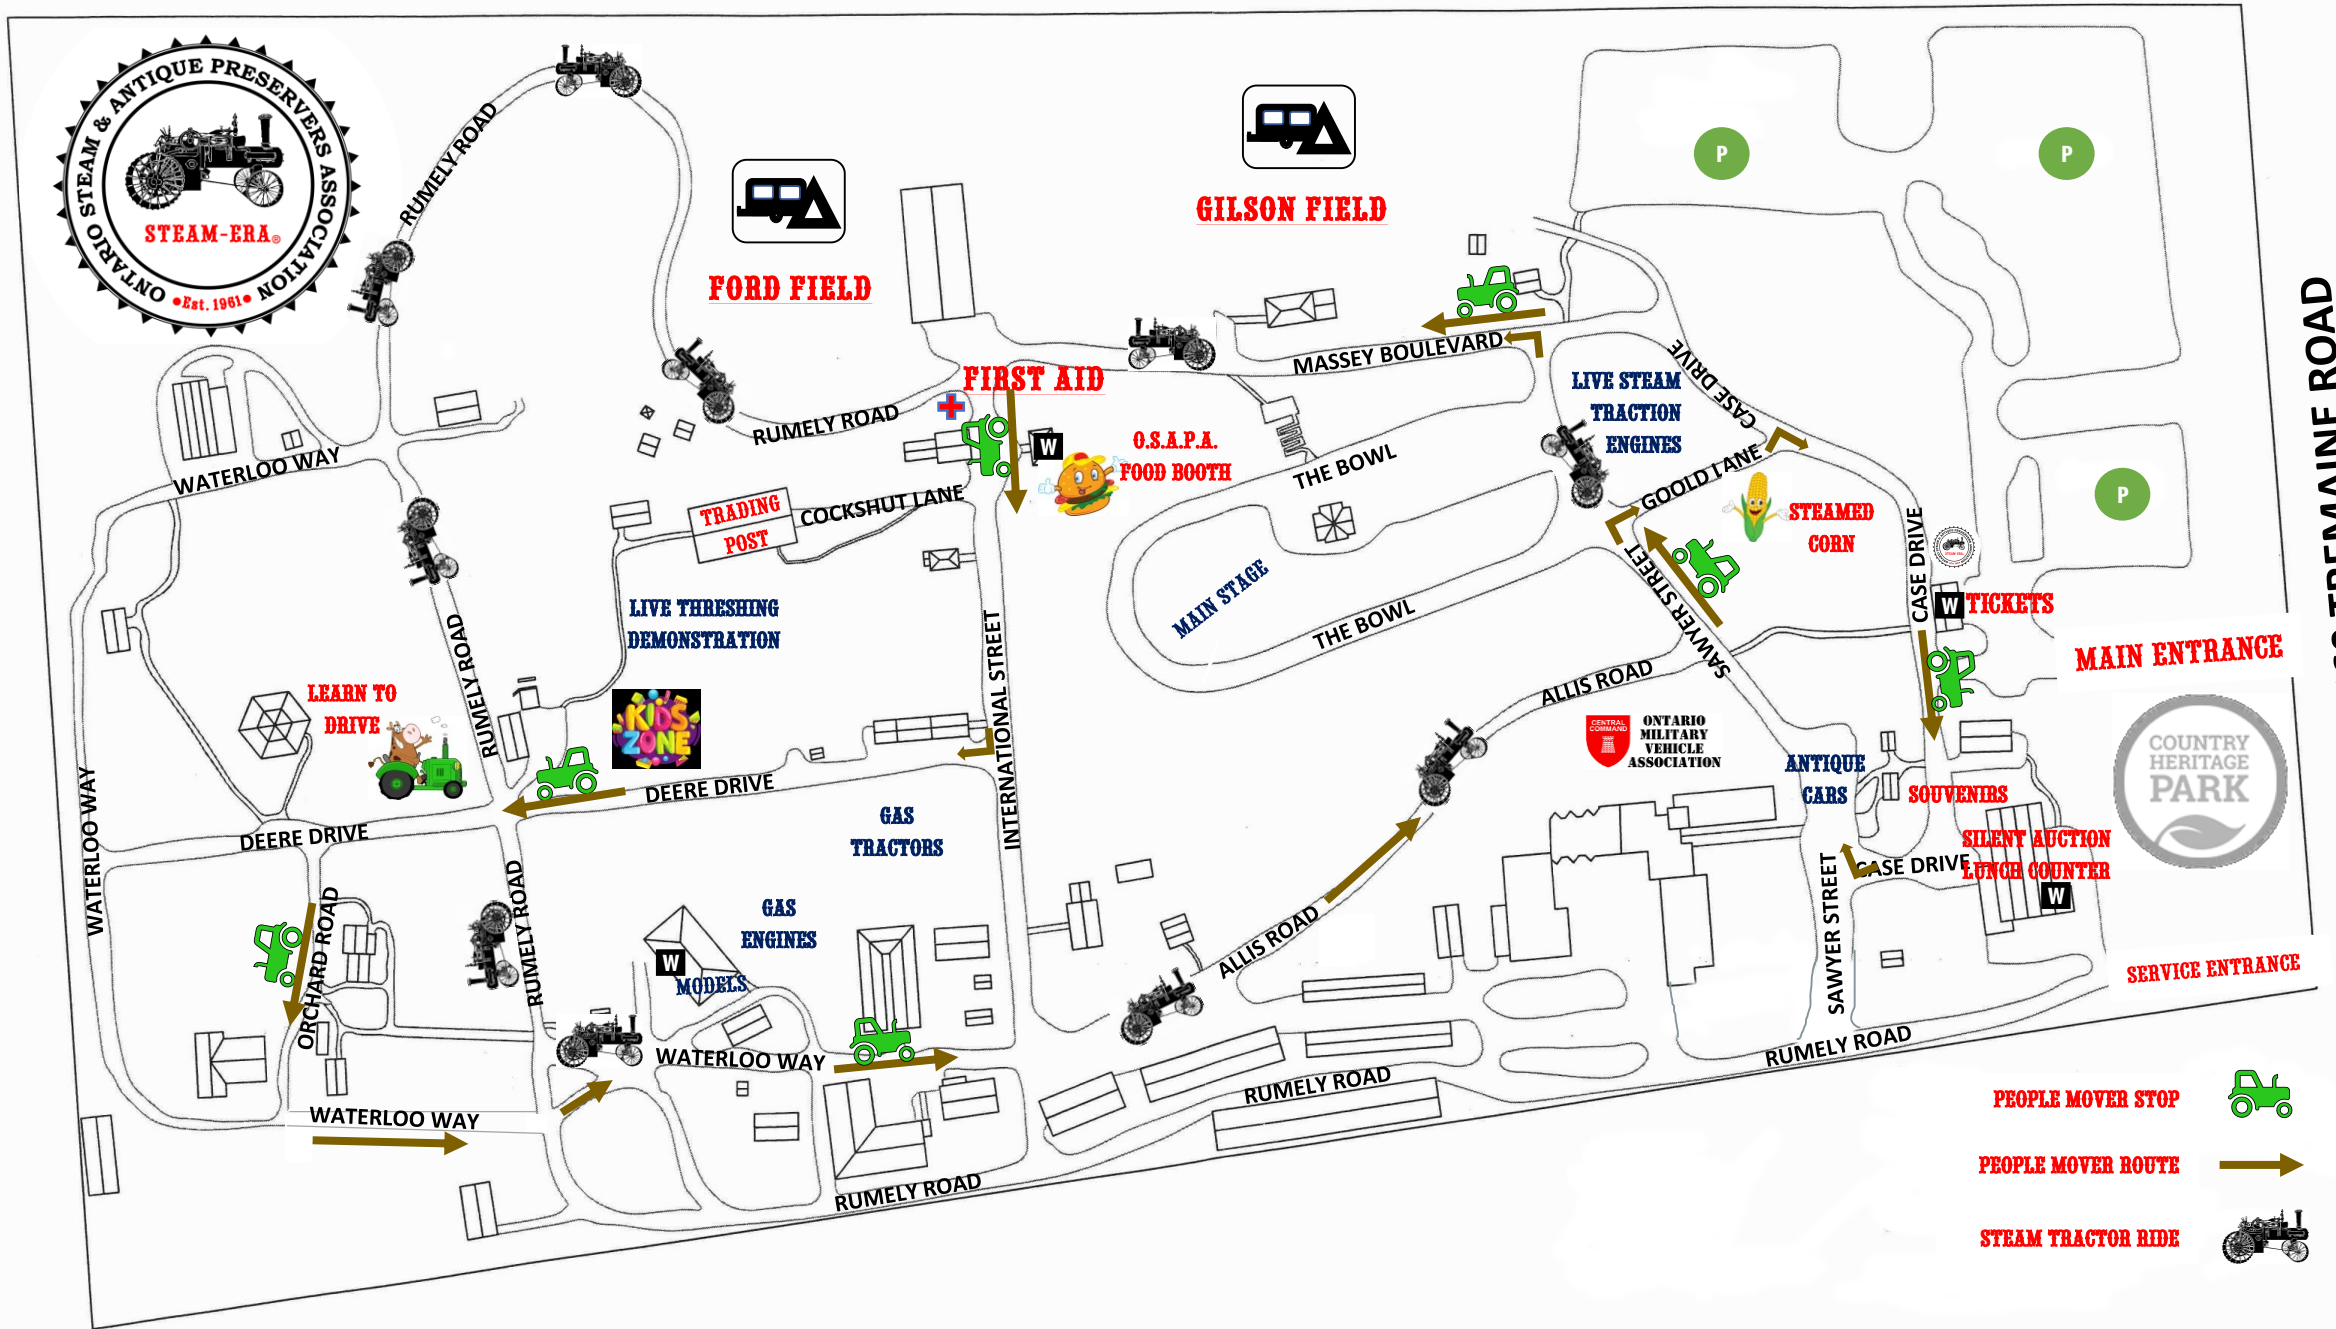 ONTARIO STEAM & ANTIQUE PRESERVERS ASSOCIATION
STEAM-ERA®
Est. 1961
RUMELY ROAD
FORD FIELD
GILSON FIELD
P
P
MASSEY BOULEVARD
CASE DRIVE
FIRST AID
RUMELY ROAD
W
O.S.A.P.A.
FOOD BOOTH
LIVE STEAM
TRACTION
ENGINES
THE BOWL
GOOLD LANE
STEAMED
CORN
P
WATERLOO WAY
TRADING
POST
COCKSHUT LANE
MAIN STAGE
THE BOWL
SAWYER STREET
CASE DRIVE
W
TICKETS
MAIN ENTRANCE
TREMAINE ROAD
LIVE THRESHING
DEMONSTRATION
RUMELY ROAD
LEARN TO
DRIVE
KIDS
ZONE
INTERNATIONAL STREET
ALLIS ROAD
CENTRAL
COMMAND
ONTARIO
MILITARY
VEHICLE
ASSOCIATION
ANTIQUE
CARS
SOUVENIRS
COUNTRY
HERITAGE
PARK
DEERE DRIVE
DEERE DRIVE
WATERLOO WAY
GAS
TRACTORS
SILENT AUCTION
LUNCH COUNTER
CASE DRIVE
W
SAWYER STREET
GAS
ENGINES
W
MODELS
ALLIS ROAD
ORCHARD ROAD
RUMELY ROAD
SERVICE ENTRANCE
WATERLOO WAY
RUMELY ROAD
RUMELY ROAD
WATERLOO WAY
RUMELY ROAD
PEOPLE MOVER STOP
PEOPLE MOVER ROUTE
STEAM TRACTOR RIDE